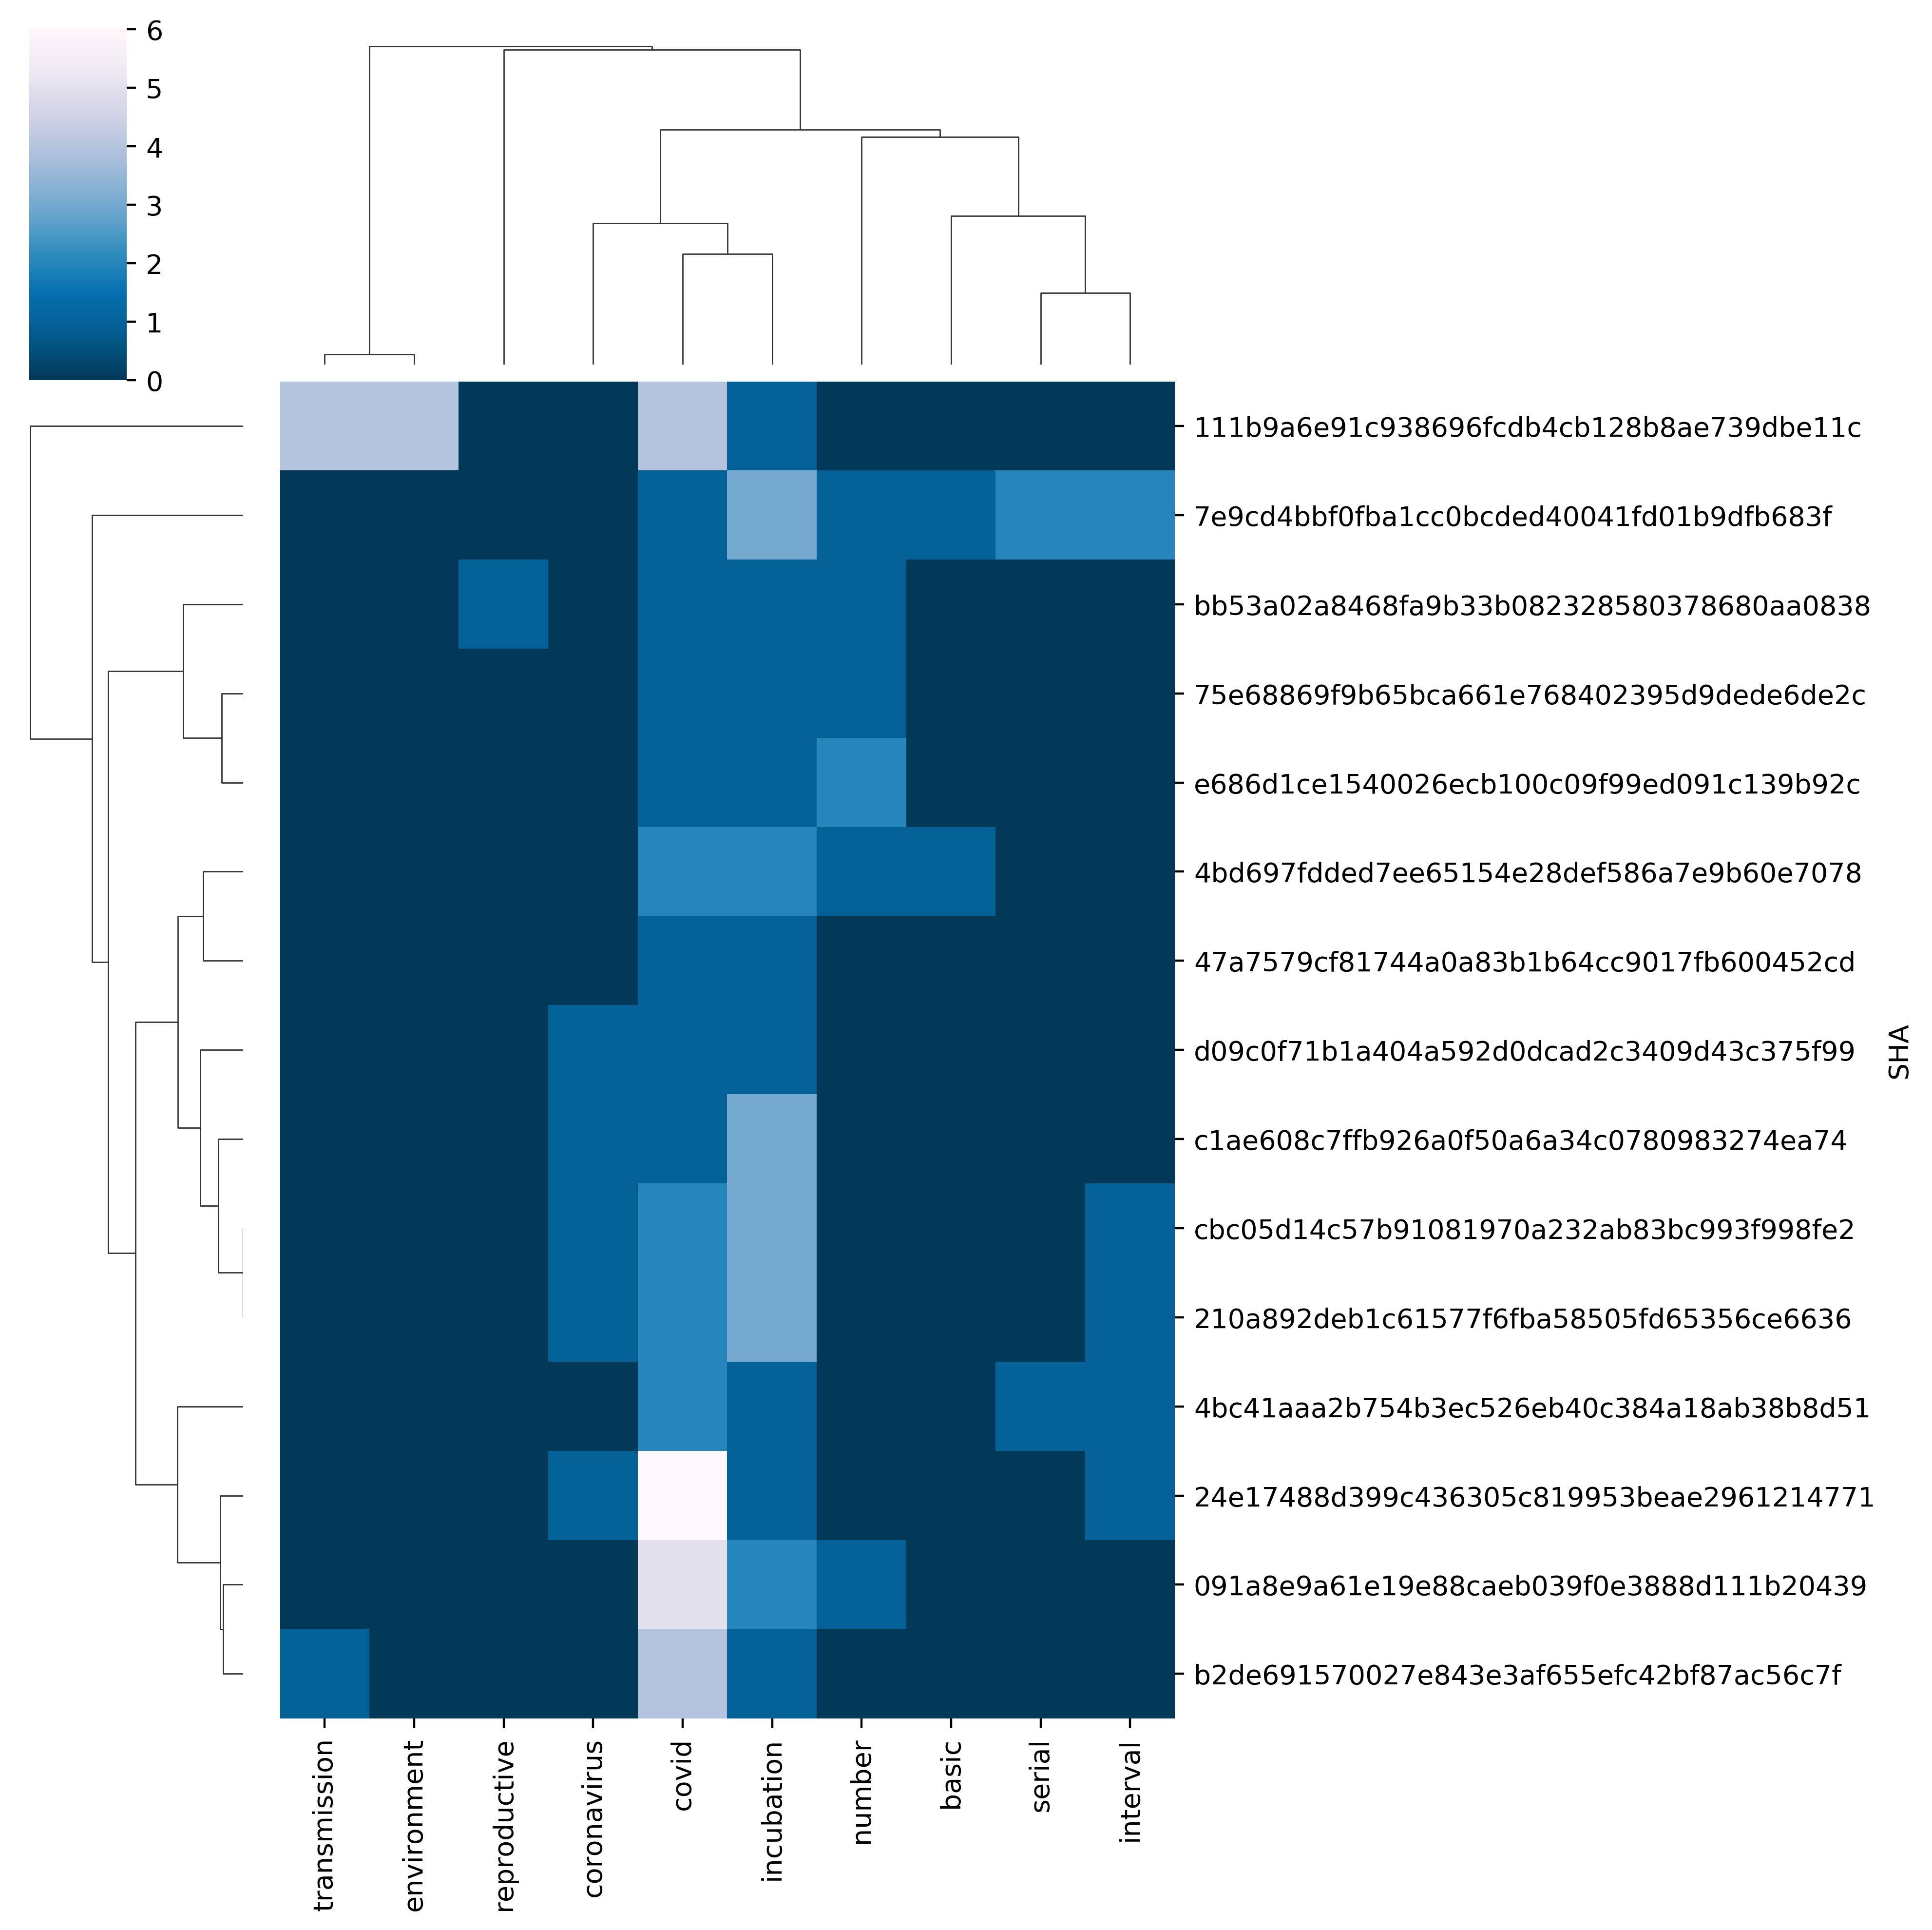 6
5
4
3
2
1
0
111b9a6e91c938696fcdb4cb128b8ae739dbe11c
7e9cd4bbf0fba1cc0bcded40041fd01b9dfb683f
bb53a02a8468fa9b33b082328580378680aa0838
75e68869f9b65bca661e768402395d9dede6de2c
e686d1ce1540026ecb100c09f99ed091c139b92c
4bd697fdded7ee65154e28def586a7e9b60e7078
47a7579cf81744a0a83b1b64cc9017fb600452cd
d09c0f71b1a404a592d0dcad2c3409d43c375f99
c1ae608c7ffb926a0f50a6a34c0780983274ea74
cbc05d14c57b91081970a232ab83bc993f998fe2
210a892deb1c61577f6fba58505fd65356ce6636
4bc41aaa2b754b3ec526eb40c384a18ab38b8d51
24e17488d399c436305c819953beae2961214771
091a8e9a61e19e88caeb039f0e3888d111b20439
b2de691570027e843e3af655efc42bf87ac56c7f
SHA
transmission
environment
reproductive
coronavirus
covid
incubation
number
basic
serial
interval